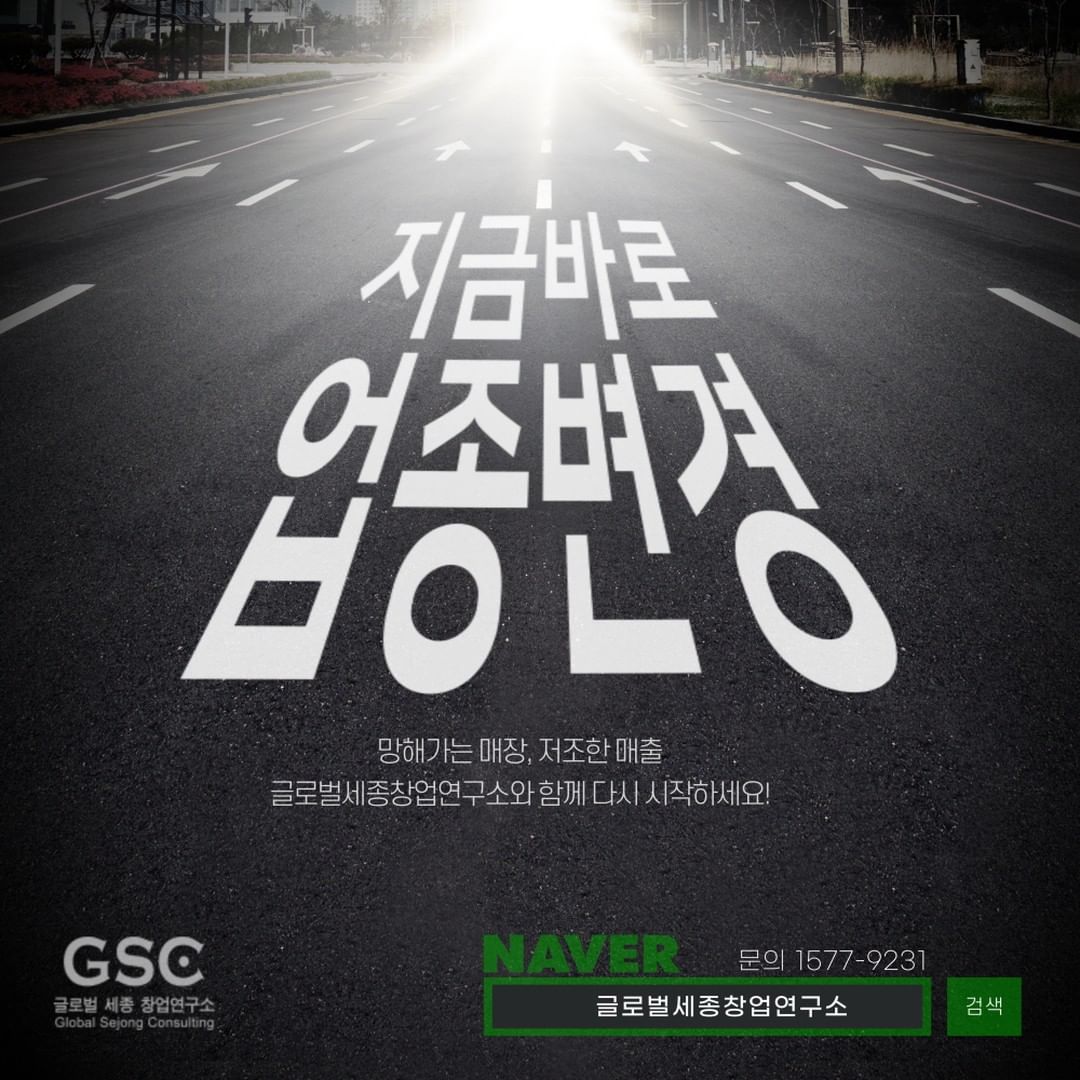 지금바로
업종변경
망해가는 매장, 저조한 매출
글로벌세종창업연구소와 함께 다시 시작하세요!
GSC
글로벌 세종 창업연구소
Global Sejong Consulting
NAVER
문의 1577-9231
글로벌세종창업연구소
검색